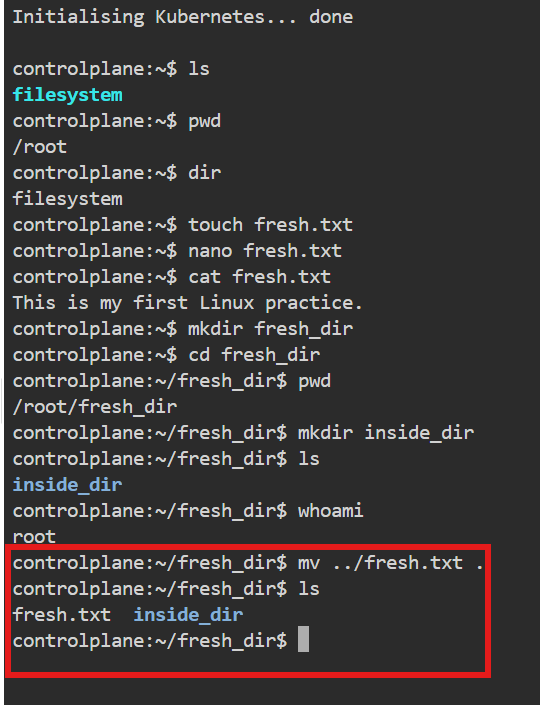 Initialising Kubernetes... done
controlplane:~$ ls
filesystem
controlplane:~$ pwd
/root
controlplane:~$ dir
filesystem
controlplane:~$ touch fresh.txt
controlplane:~$ nano fresh.txt
controlplane:~$ cat fresh.txt
This is my first Linux practice.
controlplane:~$ mkdir fresh_dir
controlplane:~$ cd fresh_dir
controlplane:~/fresh_dir$ pwd
/root/fresh_dir
controlplane:~/fresh_dir$ mkdir inside_dir
controlplane:~/fresh_dir$ ls
inside_dir
controlplane:~/fresh_dir$ whoami
root
controlplane:~/fresh_dir$ mv ../fresh.txt .
controlplane:~/fresh_dir$ ls
fresh.txt  inside_dir
controlplane:~/fresh_dir$